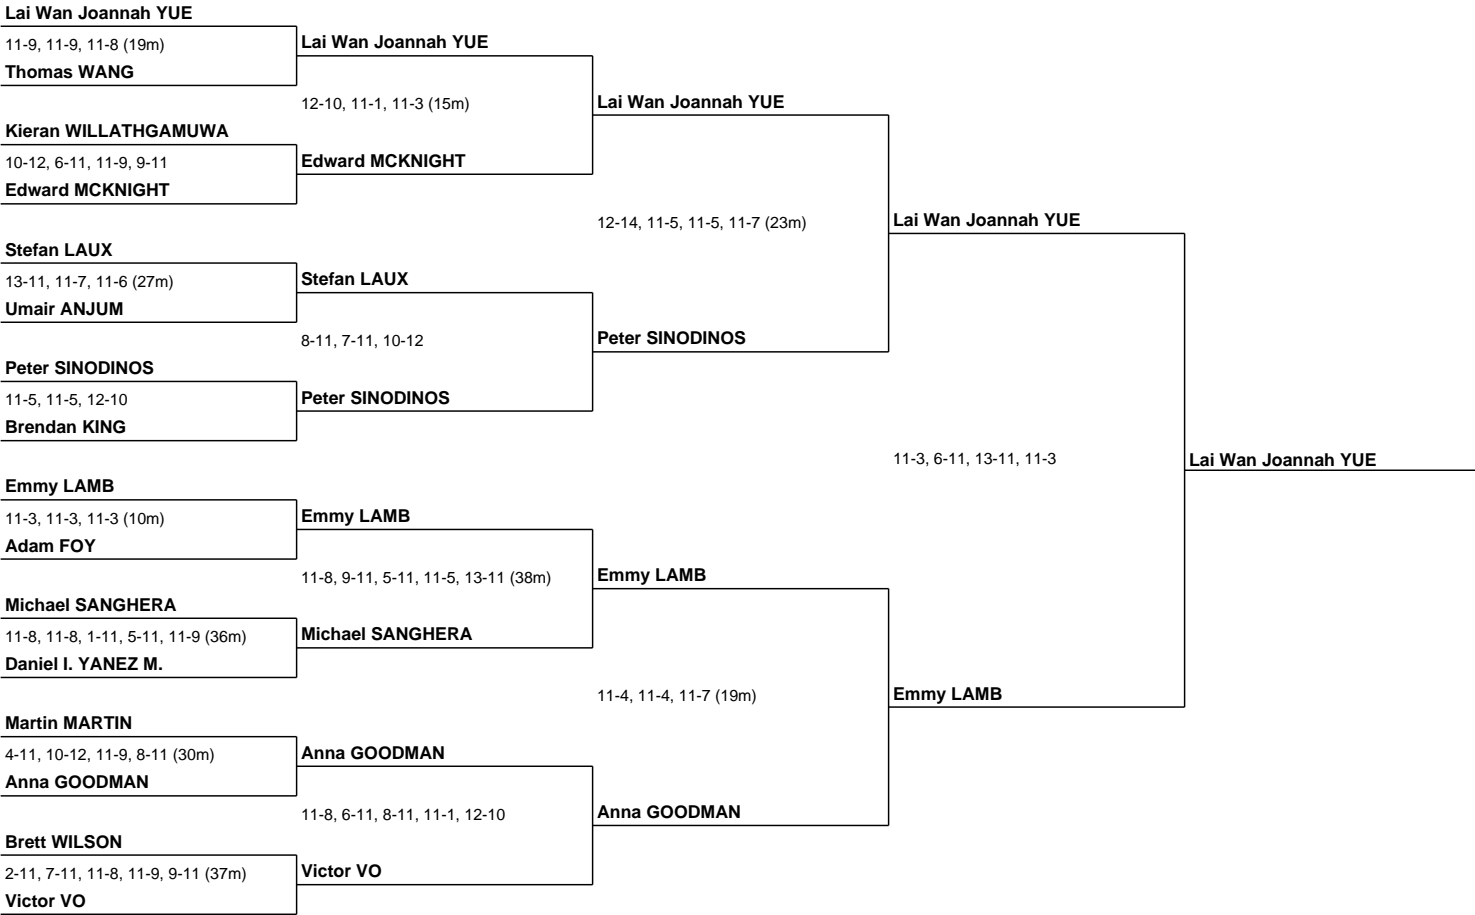 Lai Wan Joannah YUE
11-9, 11-9, 11-8 (19m)
Thomas WANG
Kieran WILLATHGAMUWA
10-12, 6-11, 11-9, 9-11
Edward MCKNIGHT
Stefan LAUX
13-11, 11-7, 11-6 (27m)
Umair ANJUM
Peter SINODINOS
11-5, 11-5, 12-10
Brendan KING
Emmy LAMB
11-3, 11-3, 11-3 (10m)
Adam FOY
Michael SANGHERA
11-8, 11-8, 1-11, 5-11, 11-9 (36m)
Daniel I. YANEZ M.
Martin MARTIN
4-11, 10-12, 11-9, 8-11 (30m)
Anna GOODMAN
Brett WILSON
2-11, 7-11, 11-8, 11-9, 9-11 (37m)
Victor VO
Lai Wan Joannah YUE
12-10, 11-1, 11-3 (15m)
Edward MCKNIGHT
Stefan LAUX
8-11, 7-11, 10-12
Peter SINODINOS
Emmy LAMB
11-8, 9-11, 5-11, 11-5, 13-11 (38m)
Michael SANGHERA
Anna GOODMAN
11-8, 6-11, 8-11, 11-1, 12-10
Victor VO
Lai Wan Joannah YUE
12-14, 11-5, 11-5, 11-7 (23m)
Peter SINODINOS
Emmy LAMB
11-4, 11-4, 11-7 (19m)
Anna GOODMAN
Lai Wan Joannah YUE
11-3, 6-11, 13-11, 11-3
Emmy LAMB
Lai Wan Joannah YUE